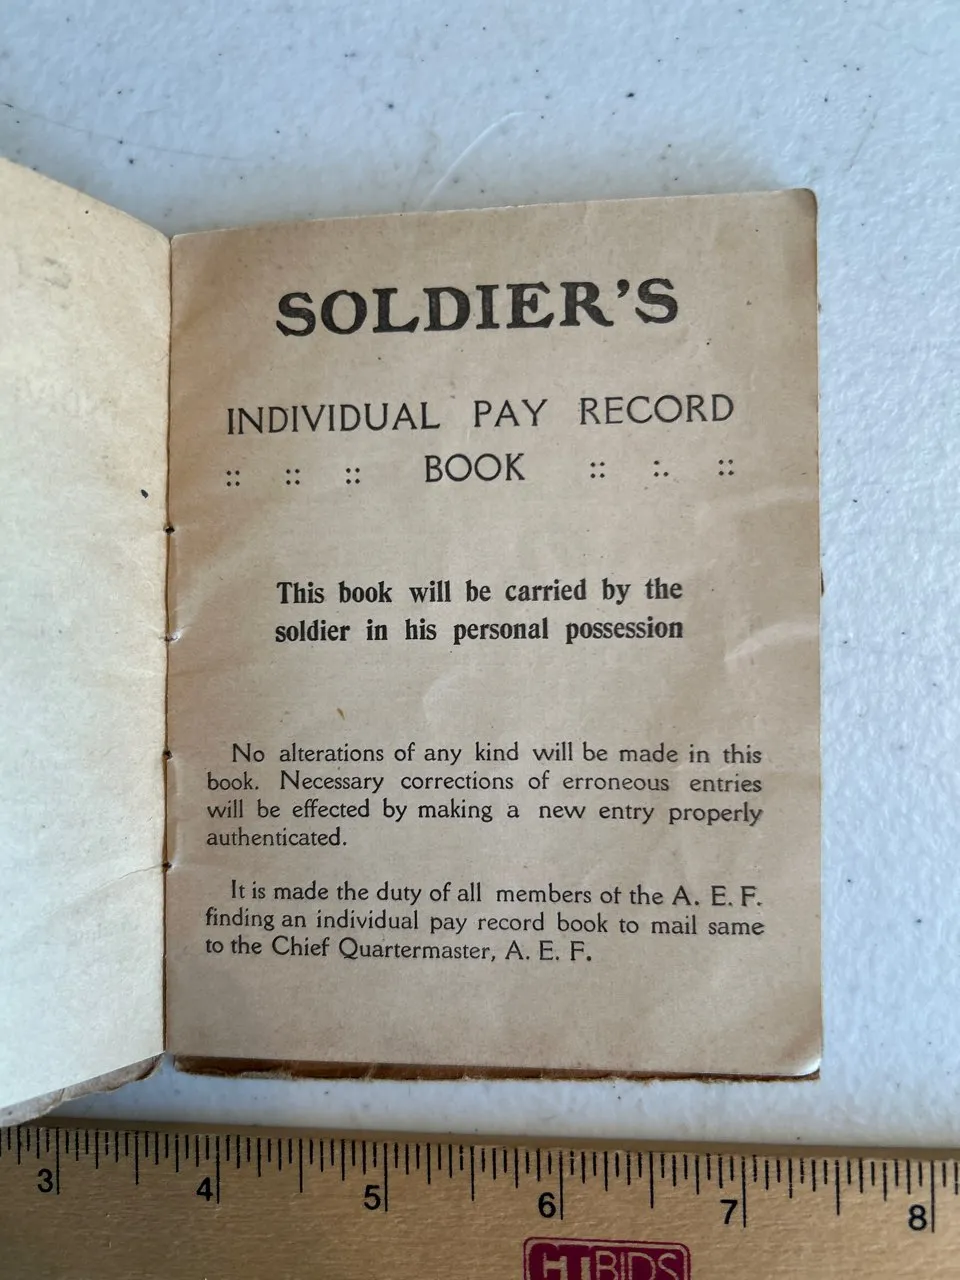 SOLDIER'S
INDIVIDUAL PAY RECORD
:: :: :: BOOK :: :. ::
This book will be carried by the
soldier in his personal possession
No alterations of any kind will be made in this
book. Necessary corrections of erroneous entries
will be effected by making a new entry properly
authenticated.
It is made the duty of all members of the A. E. F.
finding an individual pay record book to mail same
to the Chief Quartermaster, A. E. F.
3 4 5 6 7 8
CTBIDS